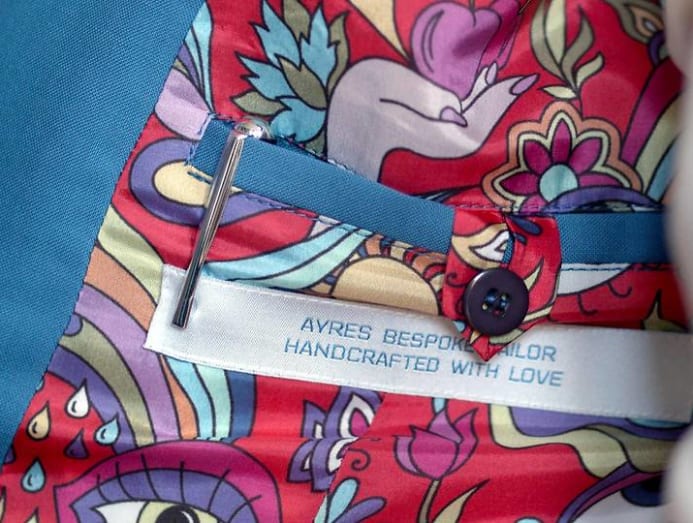 AYRES BESPOKE TAILOR
HANDCRAFTED WITH LOVE